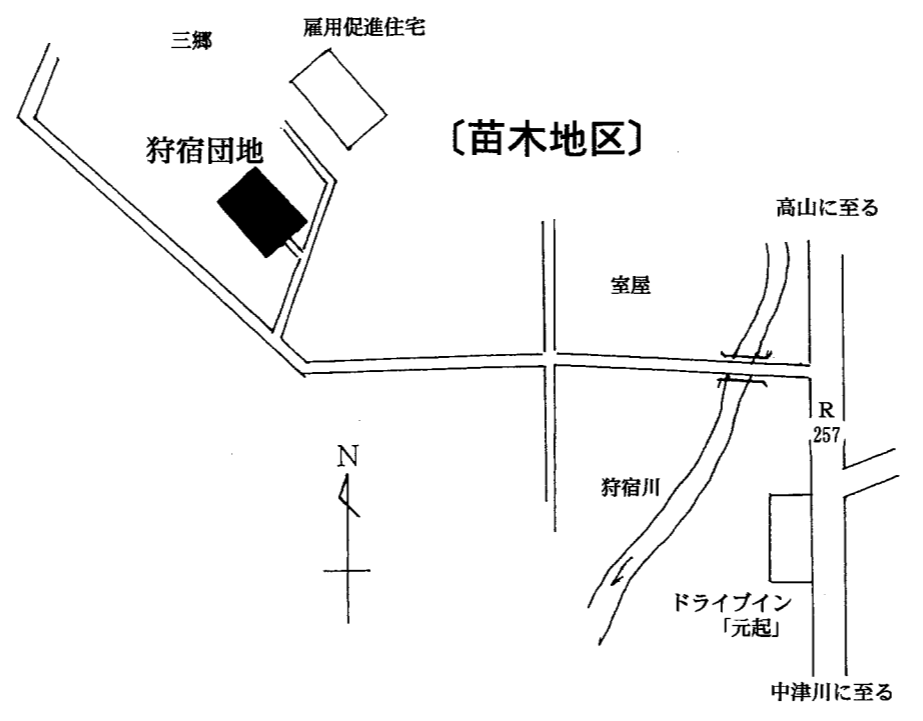 雇用促進住宅
三郷
〔苗木地区〕
狩宿団地
高山に至る
室屋
R
257
N
狩宿川
ドライブイン
「元起」
中津川に至る